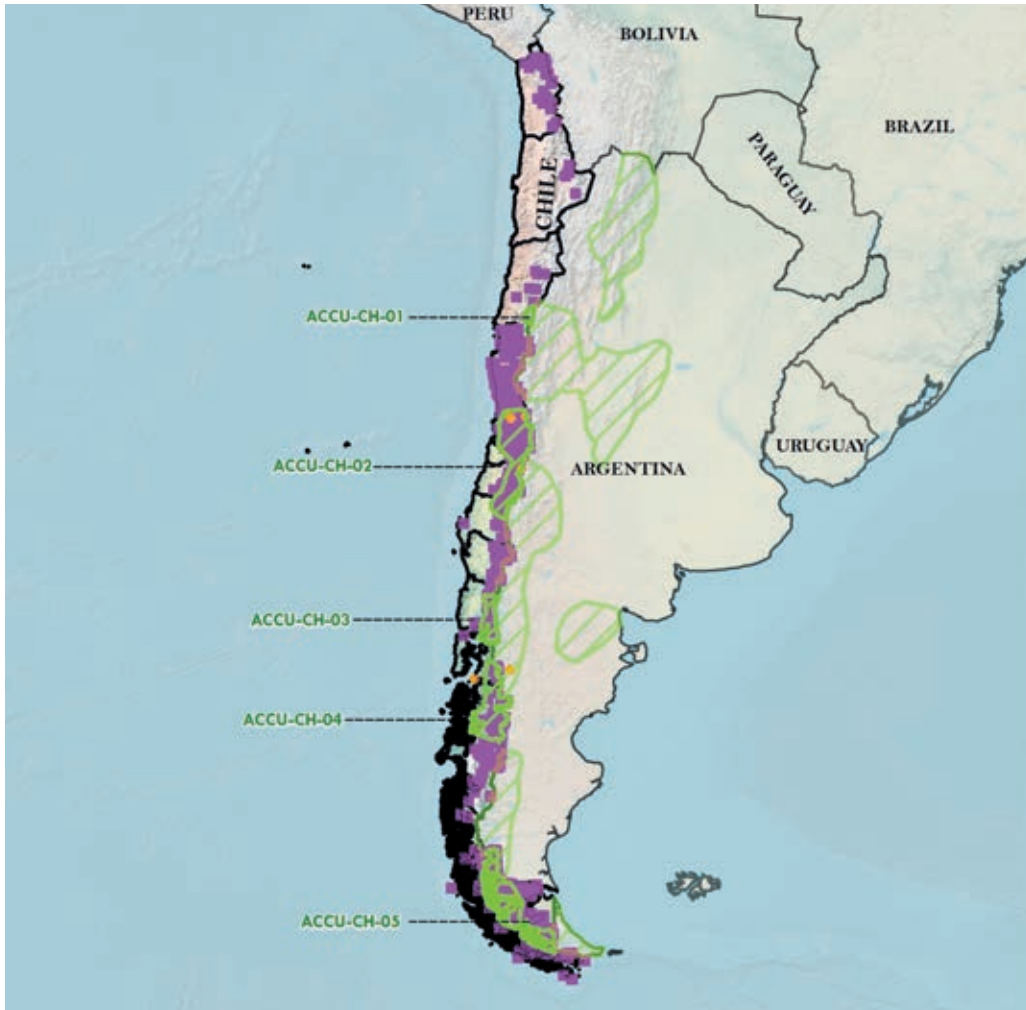 PERU
BOLIVIA
BRAZIL
PARAGUAY
CHILE
ACCU-CH-01
URUGUAY
ACCU-CH-02
ARGENTINA
ACCU-CH-03
ACCU-CH-04
ACCU-CH-05